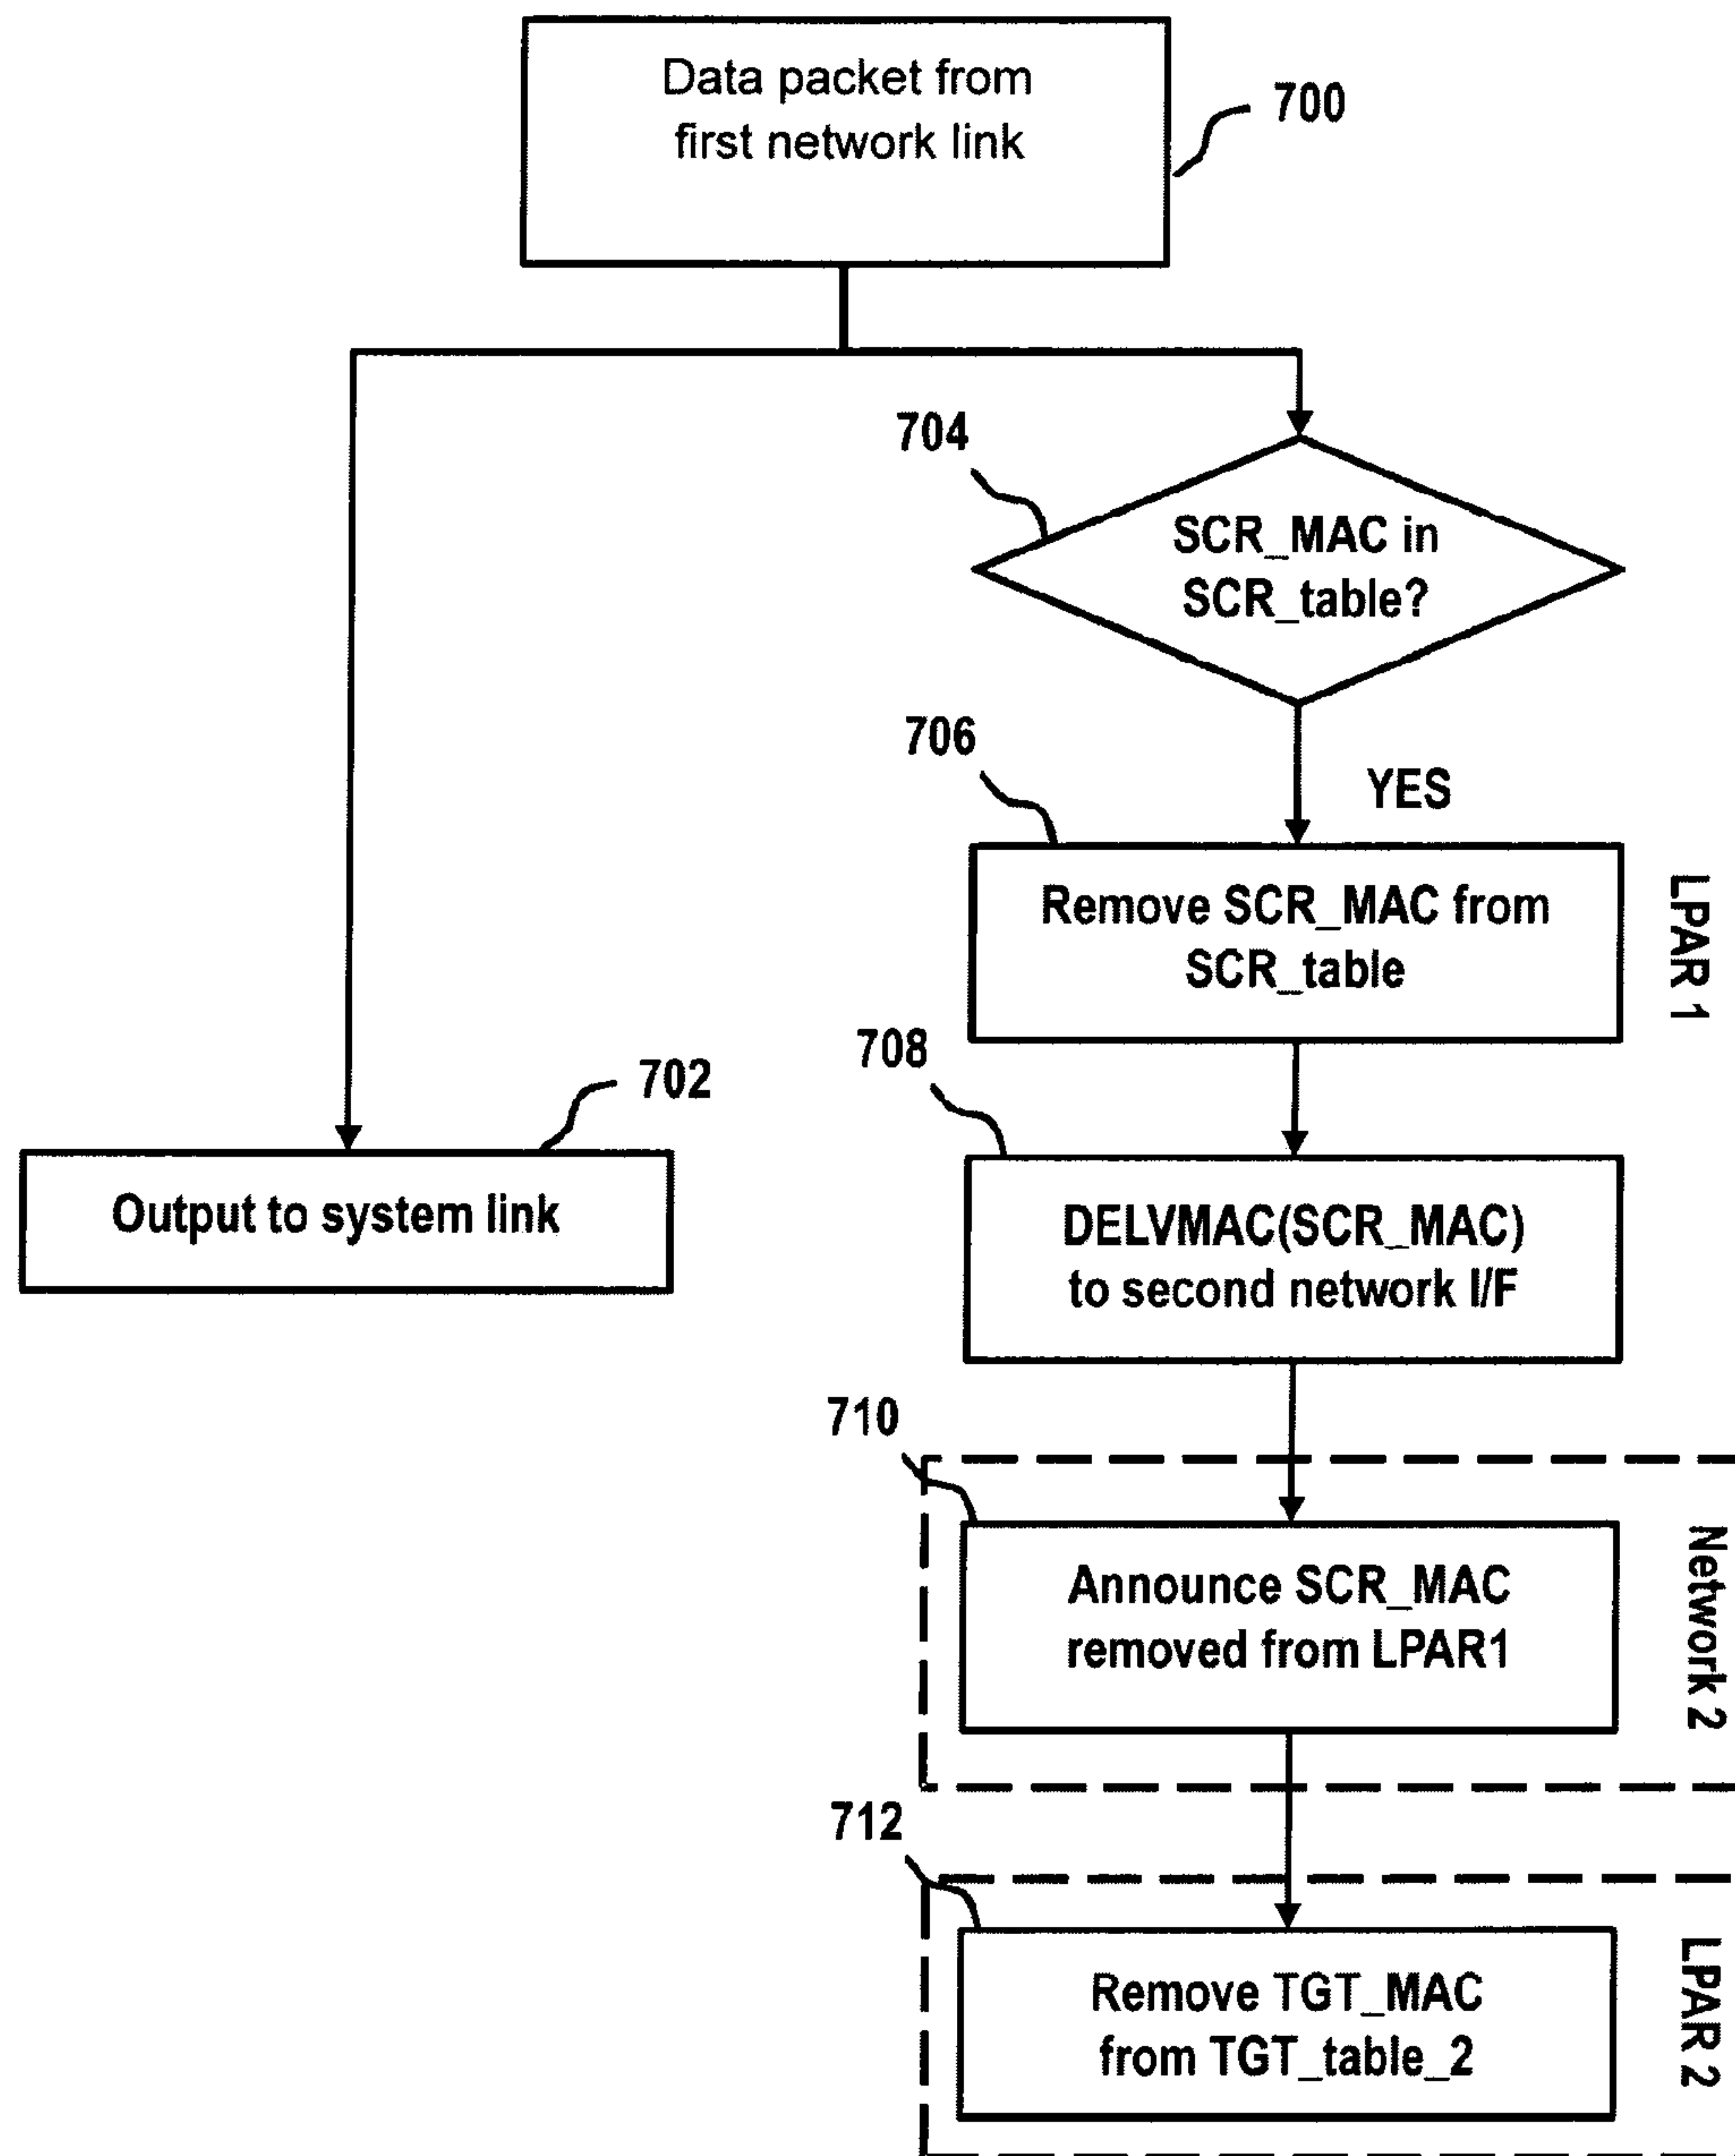 Data packet from
first network link
700
704
SCR_MAC in
SCR_table?
706
YES
Remove SCR_MAC from
SCR_table
LPAR 1
708
702
Output to system link
DELVMAC(SCR_MAC)
to second network I/F
710
Announce SCR_MAC
removed from LPAR1
Network 2
712
Remove TGT_MAC
from TGT_table_2
LPAR 2